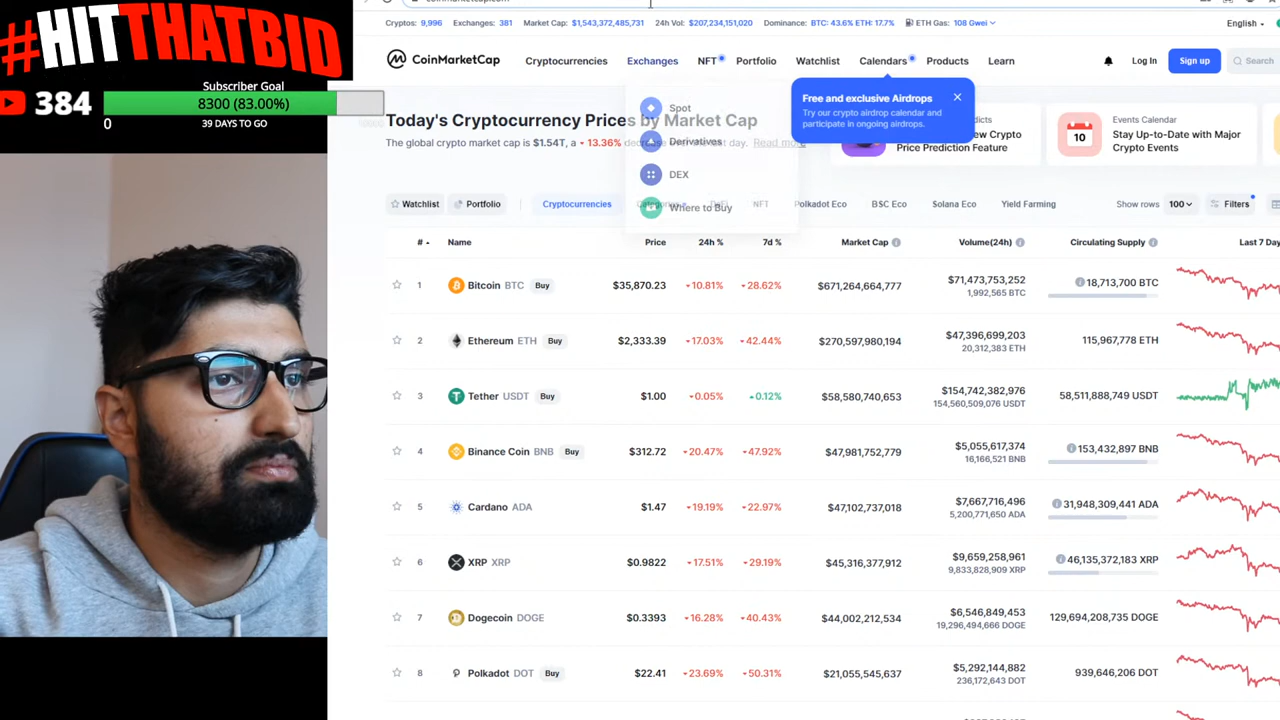 #HITTHATBID
Subscriber Goal
384
8300 (83.00%)
0
39 DAYS TO GO
Cryptos: 9,996 Exchanges: 381 Market Cap: $1,543,372,485,731 24h Vol: $207,234,151,020 Dominance: BTC: 43.6% ETH: 17.7% ETH Gas: 108 Gwei
English
CoinMarketCap
Cryptocurrencies Exchanges NFT Portfolio Watchlist Calendars Products Learn
Log In Sign up Search
Spot
Derivatives
DEX
Where to Buy
Free and exclusive Airdrops
Try our crypto airdrop calendar and
participate in ongoing airdrops.
Today's Cryptocurrency Prices by Market Cap
The global crypto market cap is $1.54T, a 13.36% decrease over the last day. Read more
Price Prediction Feature
Events Calendar
Stay Up-to-Date with Major
Crypto Events
10
Watchlist Portfolio Cryptocurrencies NFT Polkadot Eco BSC Eco Solana Eco Yield Farming Show rows 100 Filters
# Name Price 24h % 7d % Market Cap Volume(24h) Circulating Supply Last 7 Day
1 Bitcoin BTC Buy $35,870.23 10.81% 28.62% $671,264,664,777 $71,473,753,252 18,713,700 BTC
1,992,565 BTC
2 Ethereum ETH Buy $2,333.39 17.03% 42.44% $270,597,980,194 $47,396,699,203 115,967,778 ETH
20,312,383 ETH
3 Tether USDT Buy $1.00 0.05% 0.12% $58,580,740,653 $154,742,382,976 58,511,888,749 USDT
154,560,509,076 USDT
4 Binance Coin BNB Buy $312.72 20.47% 47.92% $47,981,752,779 $5,055,617,374 153,432,897 BNB
16,166,521 BNB
5 Cardano ADA $1.47 19.19% 22.97% $47,102,737,018 $7,667,716,496 31,948,309,441 ADA
5,200,771,650 ADA
6 XRP XRP $0.9822 17.51% 29.19% $45,316,377,912 $9,659,258,961 46,135,372,183 XRP
9,833,828,909 XRP
7 Dogecoin DOGE $0.3393 16.28% 40.43% $44,002,212,534 $6,546,849,453 129,694,208,735 DOGE
19,296,494,666 DOGE
8 Polkadot DOT Buy $22.41 23.69% 50.31% $21,055,545,637 $5,292,144,882 939,646,206 DOT
236,172,643 DOT